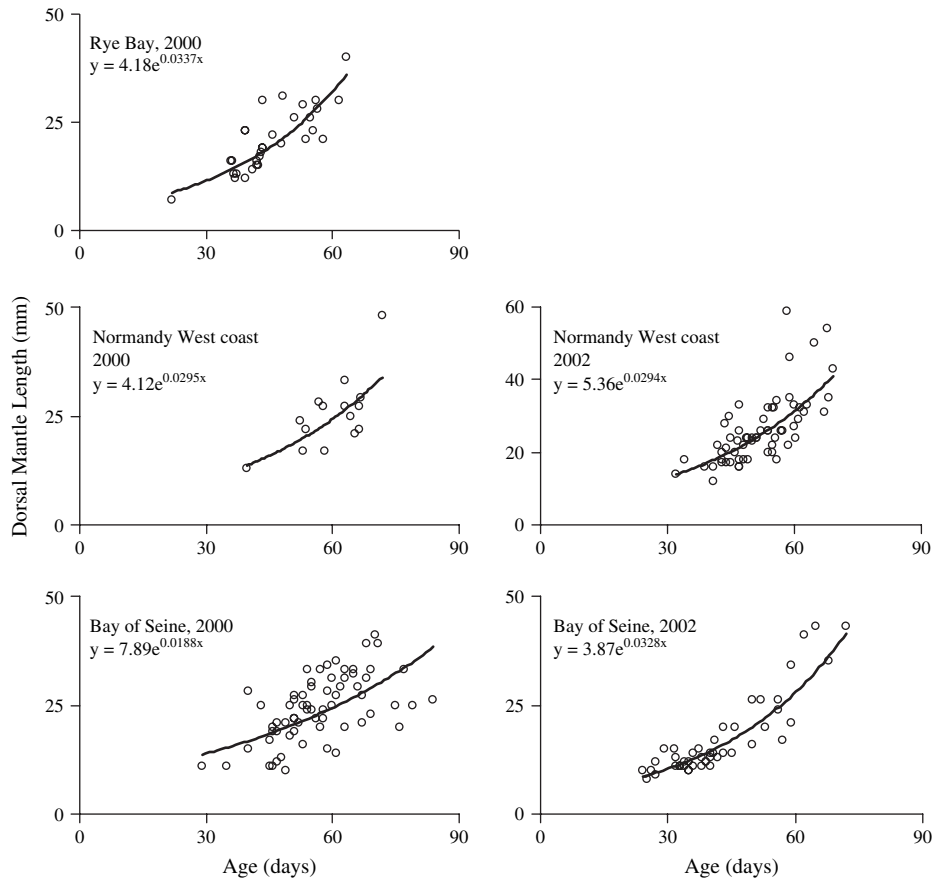 50
Rye Bay, 2000
y = 4.18e^0.0337x
25
0
0 30 60 90
Dorsal Mantle Length (mm)
50
Normandy West coast
2000
y = 4.12e^0.0295x
25
0
0 30 60 90
60
Normandy West coast
2002
y = 5.36e^0.0294x
40
20
0
0 30 60 90
50
Bay of Seine, 2000
y = 7.89e^0.0188x
25
0
0 30 60 90
Age (days)
50
Bay of Seine, 2002
y = 3.87e^0.0328x
25
0
0 30 60 90
Age (days)